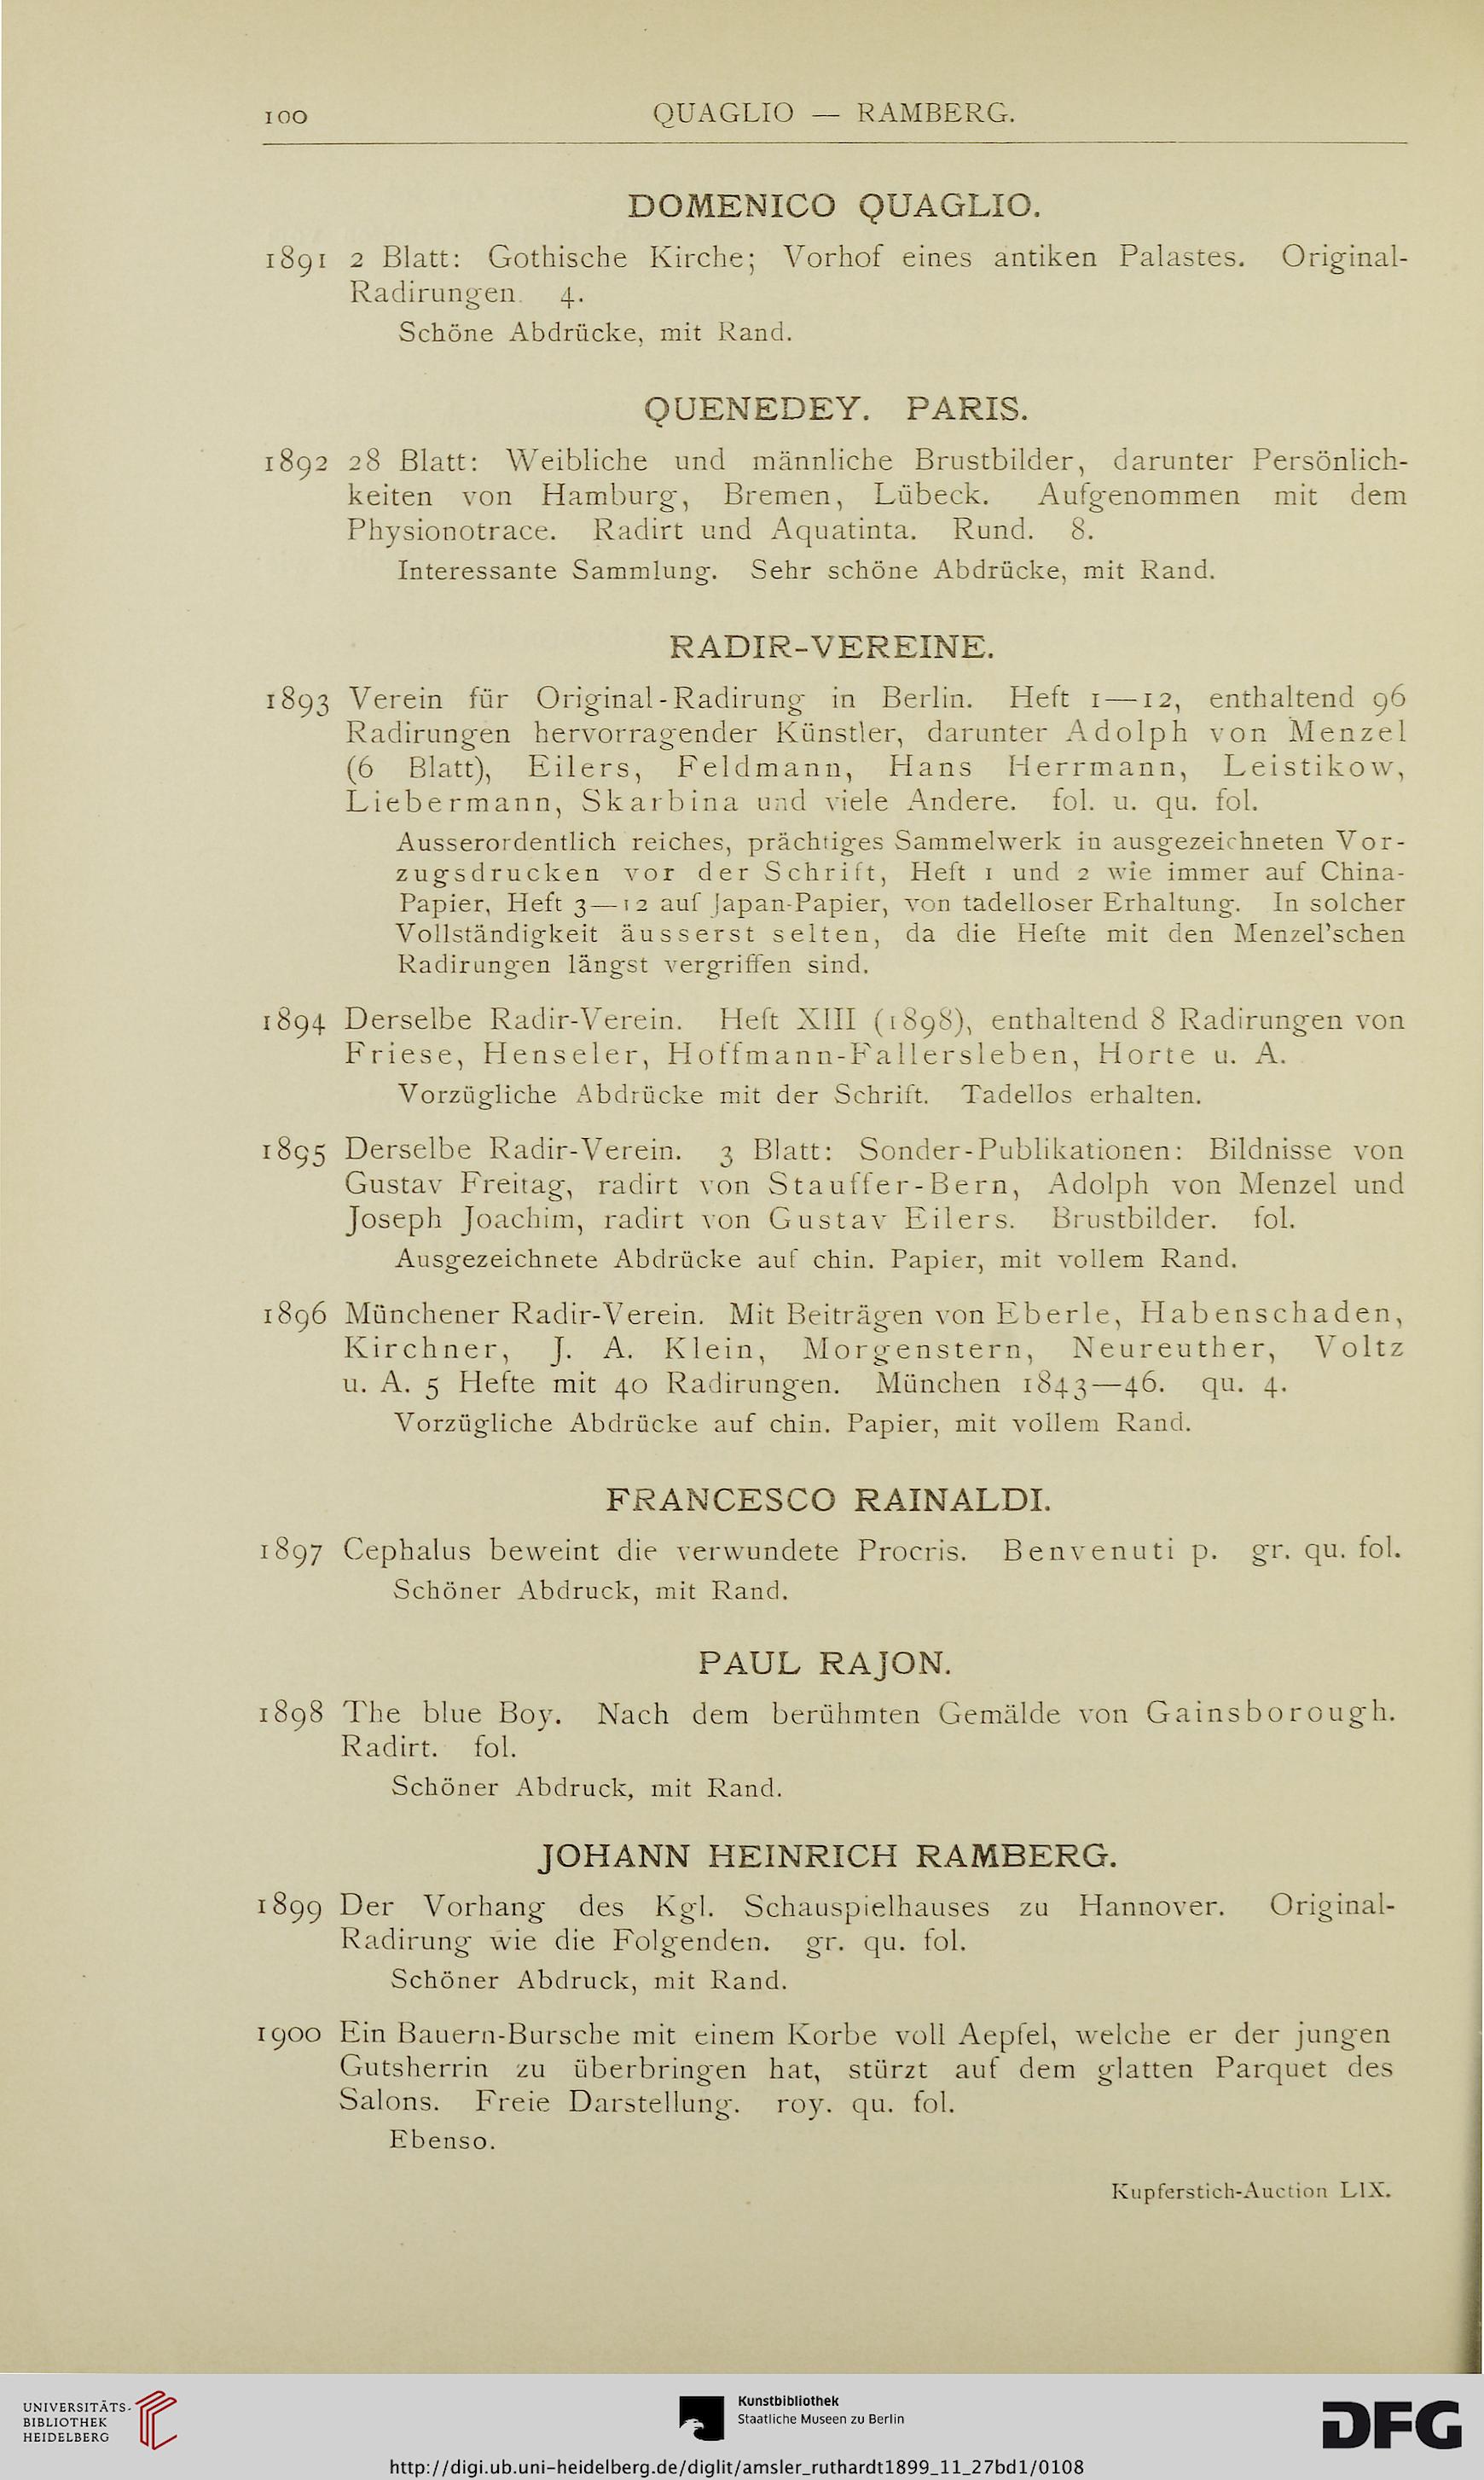 100
QUAGLIO — RAMBERG.
DOMENICO QUAGLIO.
1891 2 Blatt: Gothische Kirche; Vorhof eines antiken Palastes. Original-
Radirungen. 4.
Schöne Abdrücke, mit Rand.
QUENEDEY. PARIS.
1892 28 Blatt: Weibliche und männliche Brustbilder, darunter Persönlich-
keiten von Hamburg, Bremen, Lübeck. Aufgenommen mit dem
Physionotrace. Radirt und Aquatinta. Rund. 8.
Interessante Sammlung. Sehr schöne Abdrücke, mit Rand.
RADIR-VEREINE.
1893 Verein für Original-Radirung in Berlin. Heft 1—12, enthaltend 96
Radirungen hervorragender Künstler, darunter Adolph von Menzel
(6 Blatt), Eilers, Feldmann, Hans Herrmann, Leistikow,
Liebermann, Skarbina und viele Andere. fol. u. qu. fol.
Ausserordentlich reiches, prächtiges Sammelwerk in ausgezeichneten Vor-
zugsdrucken vor der Schrift, Heft 1 und 2 wie immer auf China-
Papier, Heft 3—12 auf Japan-Papier, von tadelloser Erhaltung. In solcher
Vollständigkeit äusserst selten, da die Hefte mit den Menzel'schen
Radirungen längst vergriffen sind.
1894 Derselbe Radir-Verein. Heft XIII (1898), enthaltend 8 Radirungen von
Friese, Henseler, Hoffmann-Fallersleben, Horte u. A.
Vorzügliche Abdrücke mit der Schrift. Tadellos erhalten.
1895 Derselbe Radir-Verein. 3 Blatt: Sonder-Publikationen: Bildnisse von
Gustav Freitag, radirt von Stauffer-Bern, Adolph von Menzel und
Joseph Joachim, radirt von Gustav Eilers. Brustbilder. fol.
Ausgezeichnete Abdrücke auf chin. Papier, mit vollem Rand.
1896 Münchener Radir-Verein. Mit Beiträgen von Eberle, Habenschaden,
Kirchner, J. A. Klein, Morgenstern, Neureuther, Voltz
u. A. 5 Hefte mit 40 Radirungen. München 1843—46. qu. 4.
Vorzügliche Abdrücke auf chin. Papier, mit vollem Rand.
FRANCESCO RAINALDI.
1897 Cephalus beweint die verwundete Procris. Benvenuti p. gr. qu. fol.
Schöner Abdruck, mit Rand.
PAUL RAJON.
1898 The blue Boy. Nach dem berühmten Gemälde von Gainsborough.
Radirt. fol.
Schöner Abdruck, mit Rand.
JOHANN HEINRICH RAMBERG.
1899 Der Vorhang des Kgl. Schauspielhauses zu Hannover. Original-
Radirung wie die Folgenden. gr. qu. fol.
Schöner Abdruck, mit Rand.
1900 Ein Bauern-Bursche mit einem Korbe voll Aepfel, welche er der jungen
Gutsherrin zu überbringen hat, stürzt auf dem glatten Parquet des
Salons. Freie Darstellung. roy. qu. fol.
Ebenso.
Kupferstich-Auction LIX.
UNIVERSITÄTS-
BIBLIOTHEK
HEIDELBERG
Kunstbibliothek
Staatliche Museen zu Berlin
DFG
http://digi.ub.uni-heidelberg.de/diglit/amsler_ruthardt1899_11_27bd1/0108